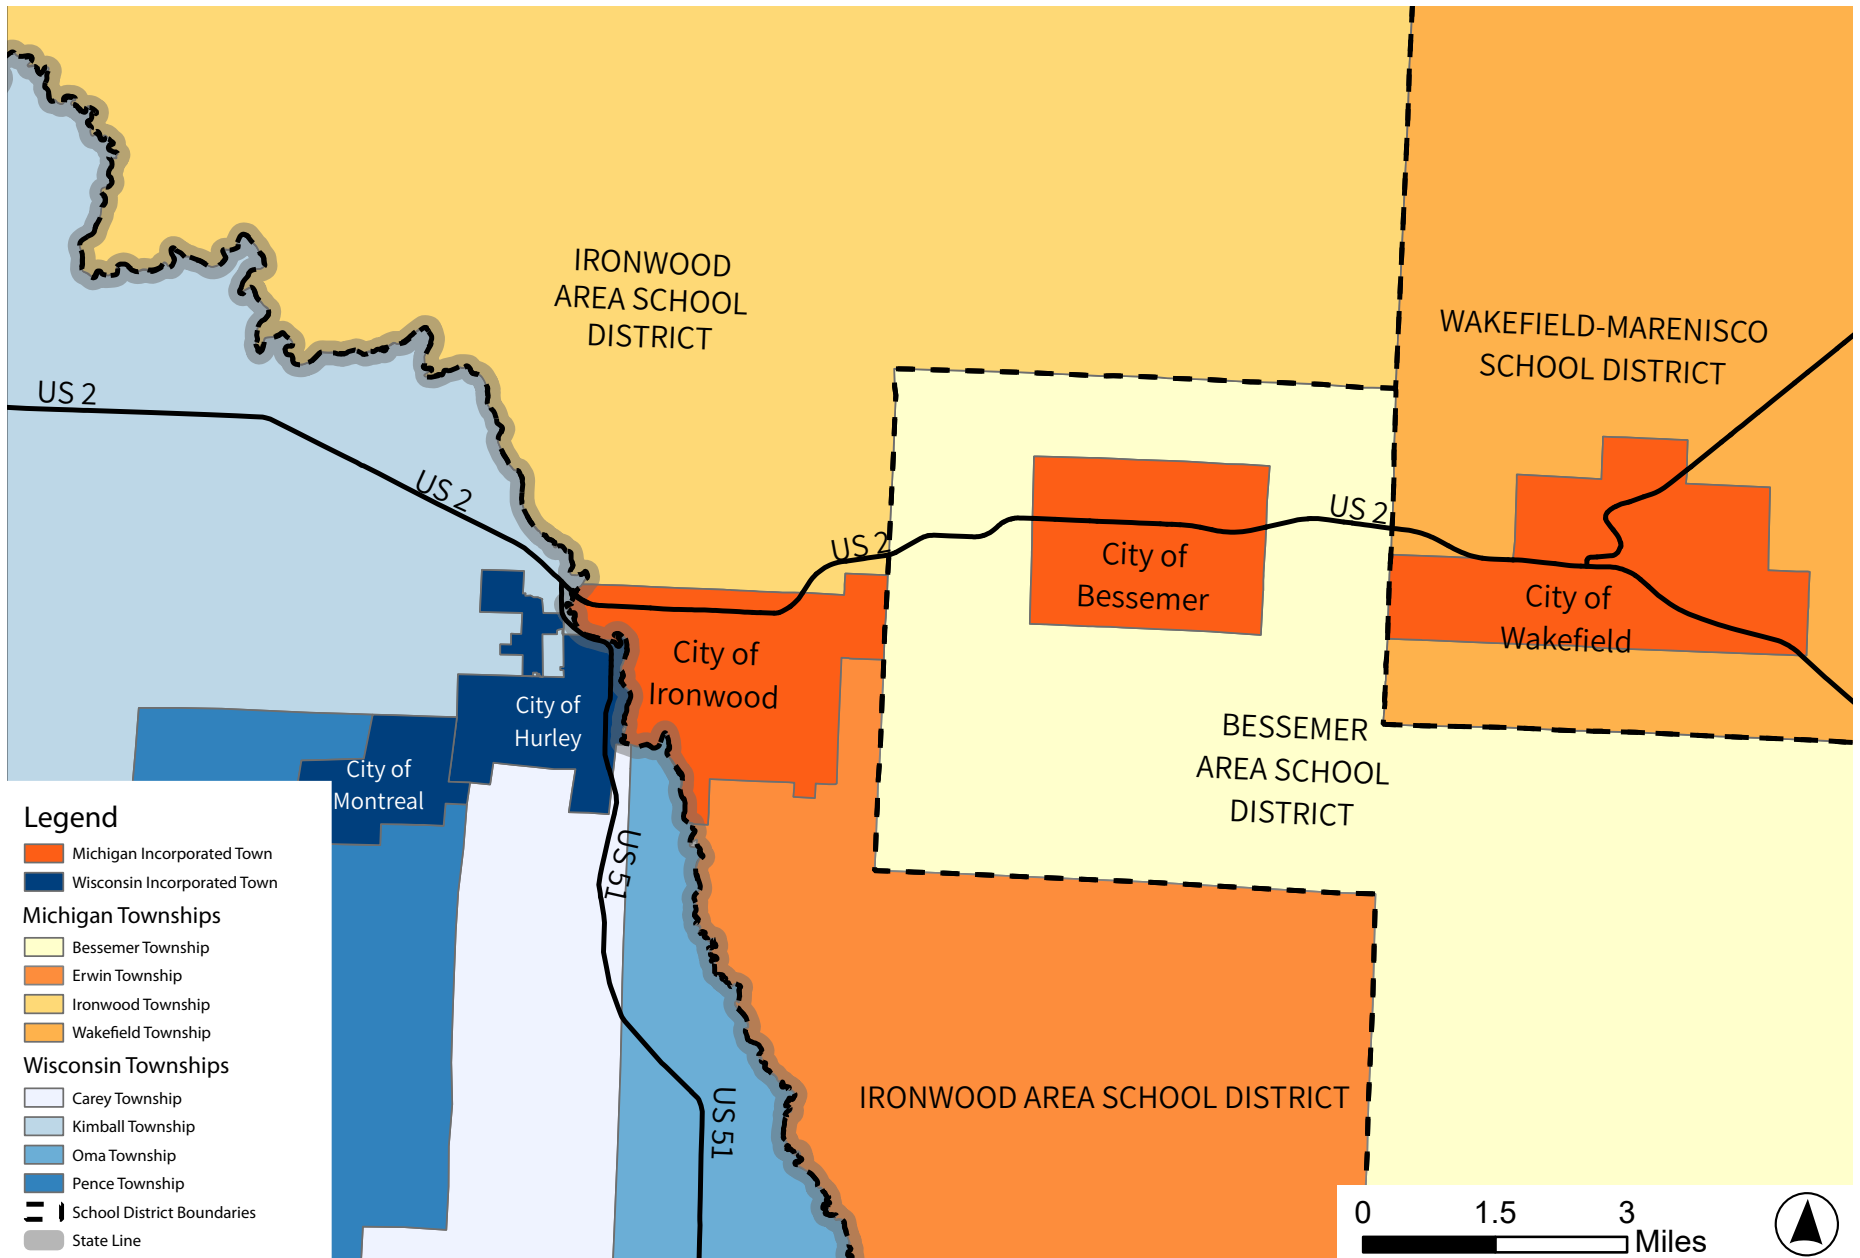 IRONWOOD
AREA SCHOOL
DISTRICT
WAKEFIELD-MARENISCO
SCHOOL DISTRICT
US 2
US 2
US 2
US 2
City of
Bessemer
City of
Wakefield
City of
Ironwood
City of
Hurley
City of
Montreal
BESSEMER
AREA SCHOOL
DISTRICT
US 51
US 51
IRONWOOD AREA SCHOOL DISTRICT
Legend
Michigan Incorporated Town
Wisconsin Incorporated Town
Michigan Townships
Bessemer Township
Erwin Township
Ironwood Township
Wakefield Township
Wisconsin Townships
Carey Township
Kimball Township
Oma Township
Pence Township
School District Boundaries
State Line
0 1.5 3
Miles